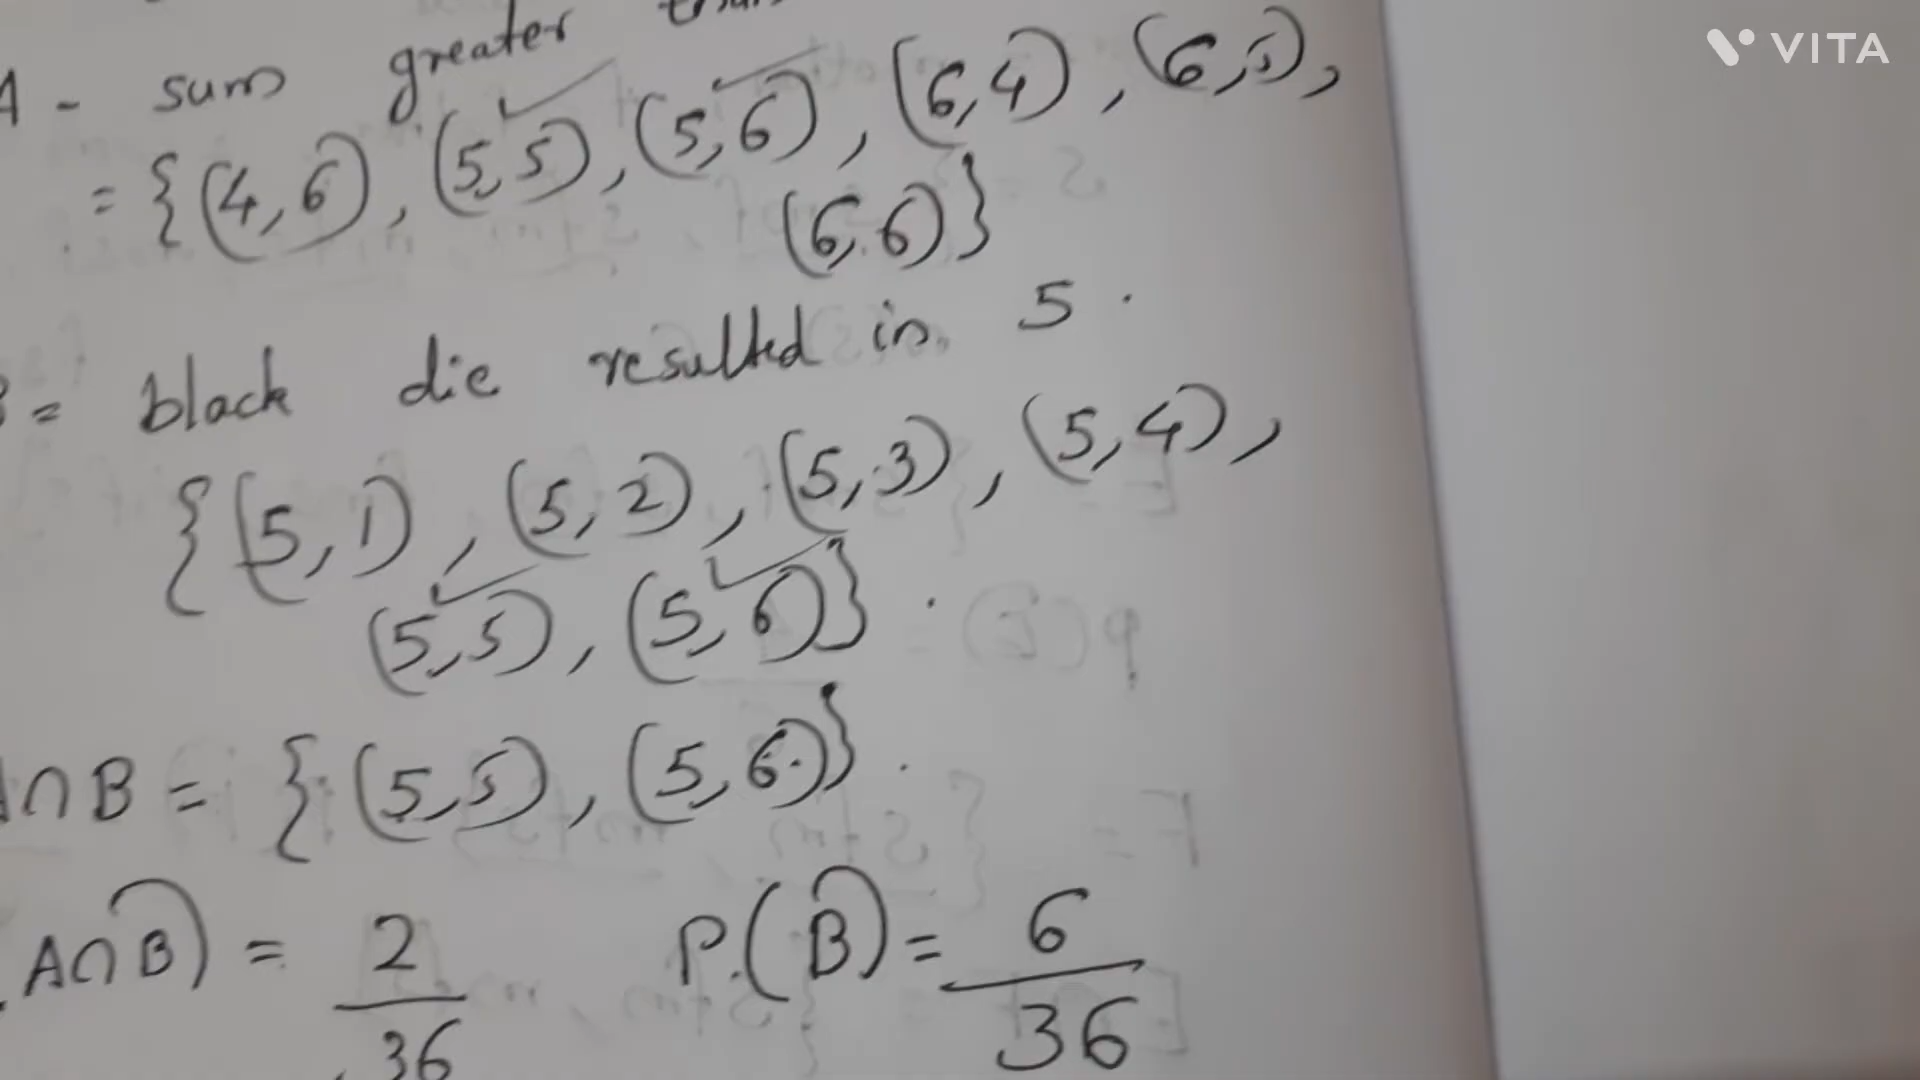 A - sum greater than
= {(4,6), (5,5), (5,6), (6,4), (6,5),
(6,6)}
B = black die resulted in 5.
{(5,1), (5,2), (5,3), (5,4),
(5,5), (5,6)}.
A∩B = {(5,5), (5,6)}.
A∩B) = 2/36 P(B) = 6/36
VITA